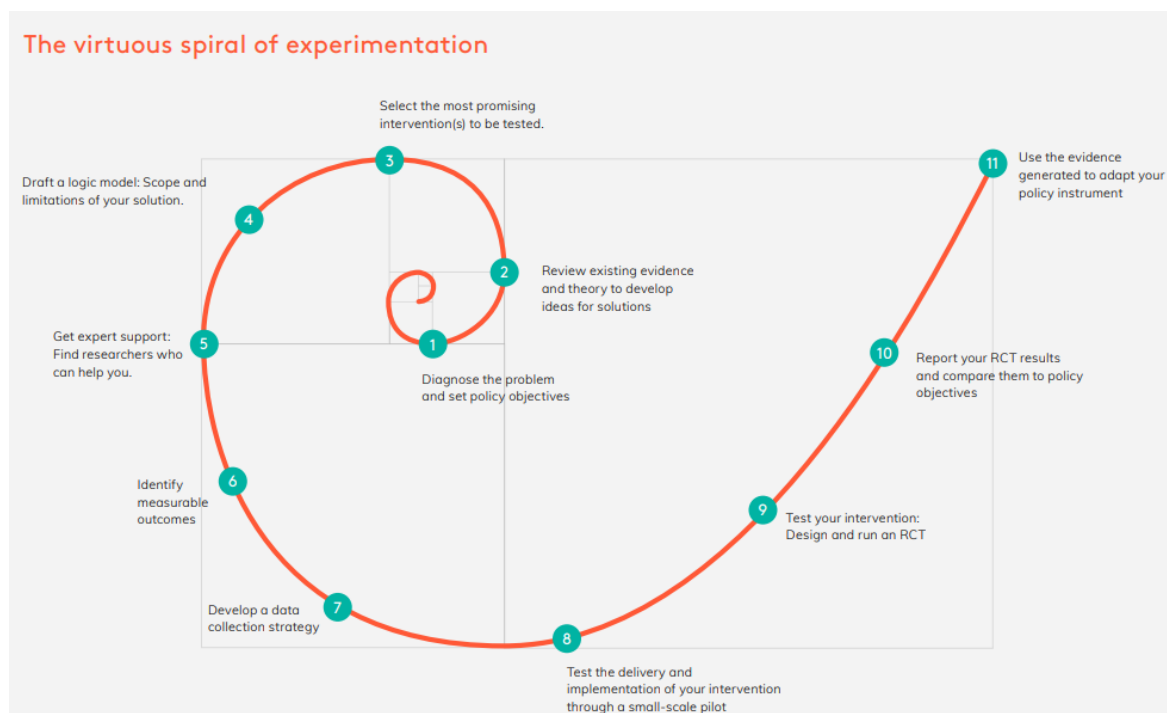 The virtuous spiral of experimentation
1
Diagnose the problem
and set policy objectives
2
Review existing evidence
and theory to develop
ideas for solutions
3
Select the most promising
intervention(s) to be tested.
4
Draft a logic model: Scope and
limitations of your solution.
5
Get expert support:
Find researchers who
can help you.
6
Identify
measurable
outcomes
7
Develop a data
collection strategy
8
Test the delivery and
implementation of your intervention
through a small-scale pilot
9
Test your intervention:
Design and run an RCT
10
Report your RCT results
and compare them to policy
objectives
11
Use the evidence
generated to adapt your
policy instrument